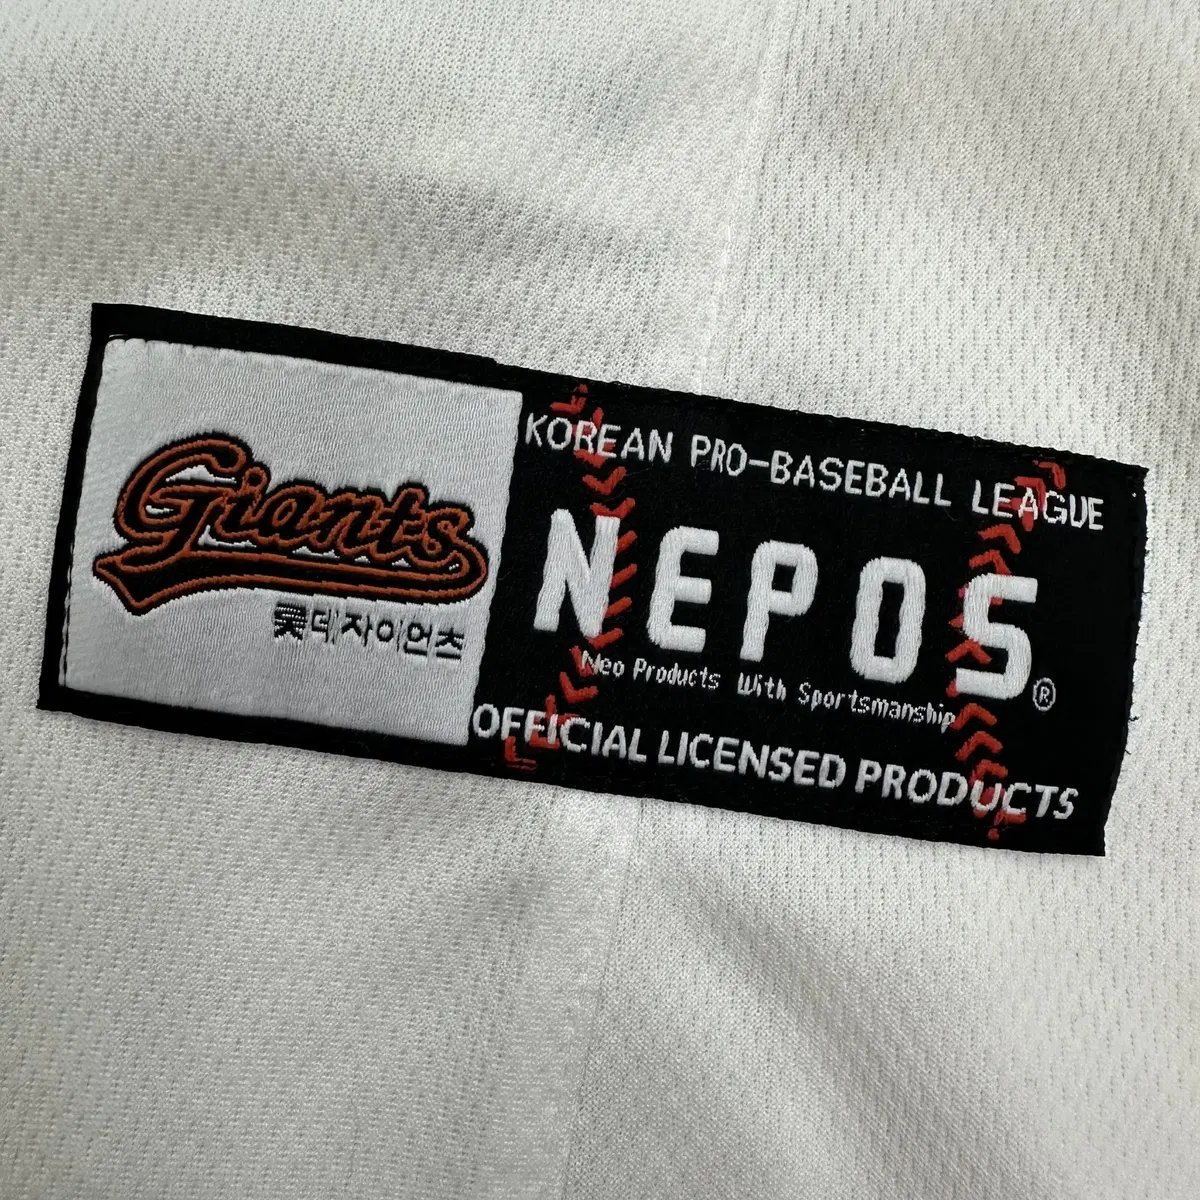 Giants
롯데자이언츠
KOREAN PRO-BASEBALL LEAGUE
NEPOS®
Neo Products With Sportsmanship
OFFICIAL LICENSED PRODUCTS